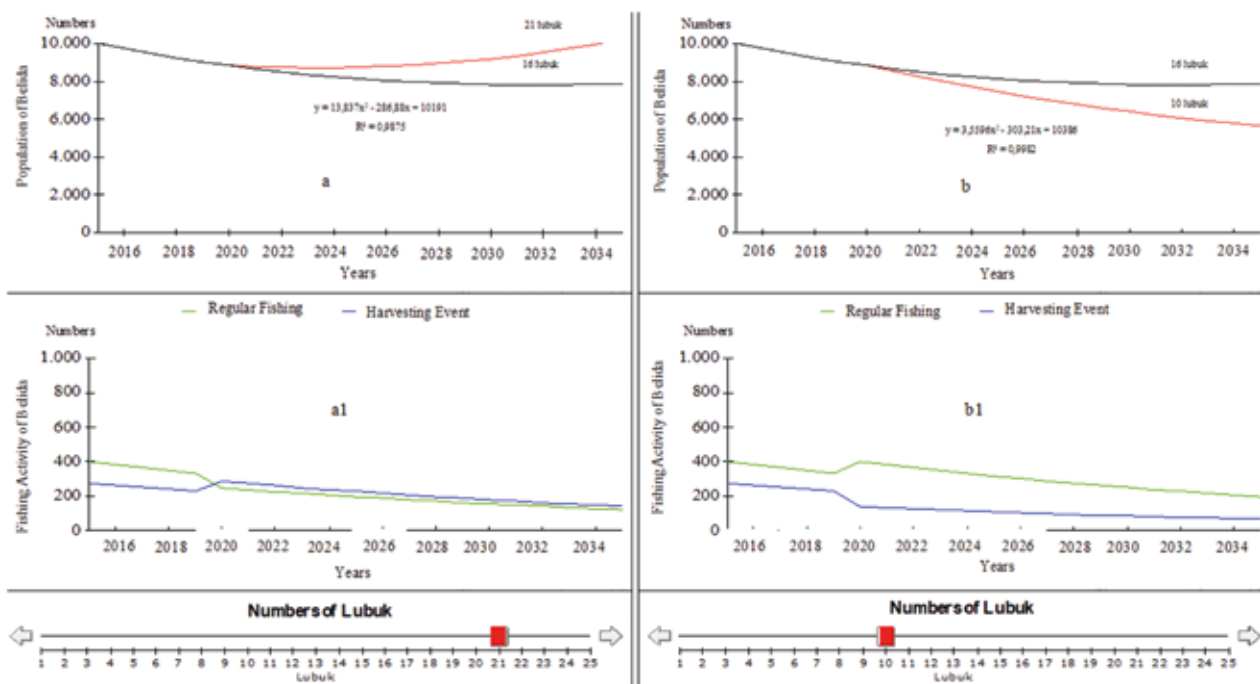 Numbers
Population of Belida
10.000
8.000
6.000
4.000
2.000
0
21 lubuk
16 lubuk
y = 13,837x² - 286,88x + 10191
R² = 0,9875
a
2016 2018 2020 2022 2024 2026 2028 2030 2032 2034
Years
Numbers
Population of Belida
10.000
8.000
6.000
4.000
2.000
0
16 lubuk
10 lubuk
y = 3,5596x² - 303,21x + 10386
R² = 0,9982
b
2016 2018 2020 2022 2024 2026 2028 2030 2032 2034
Years
Regular Fishing Harvesting Event
Numbers
Fishing Activity of Belida
1.000
800
600
400
200
0
a1
2016 2018 2020 2022 2024 2026 2028 2030 2032 2034
Years
Regular Fishing Harvesting Event
Numbers
Fishing Activity of Belida
1.000
800
600
400
200
0
b1
2016 2018 2020 2022 2024 2026 2028 2030 2032 2034
Years
Numbers of Lubuk
1 2 3 4 5 6 7 8 9 10 11 12 13 14 15 16 17 18 19 20 21 22 23 24 25
Lubuk
Numbers of Lubuk
1 2 3 4 5 6 7 8 9 10 11 12 13 14 15 16 17 18 19 20 21 22 23 24 25
Lubuk